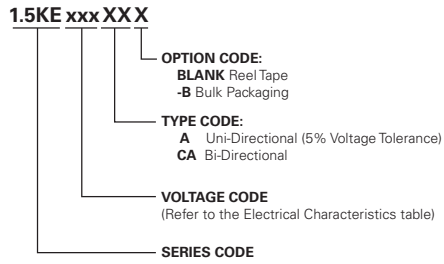 1.5KE xxx XX X
OPTION CODE:
BLANK Reel Tape
-B Bulk Packaging
TYPE CODE:
A Uni-Directional (5% Voltage Tolerance)
CA Bi-Directional
VOLTAGE CODE
(Refer to the Electrical Characteristics table)
SERIES CODE